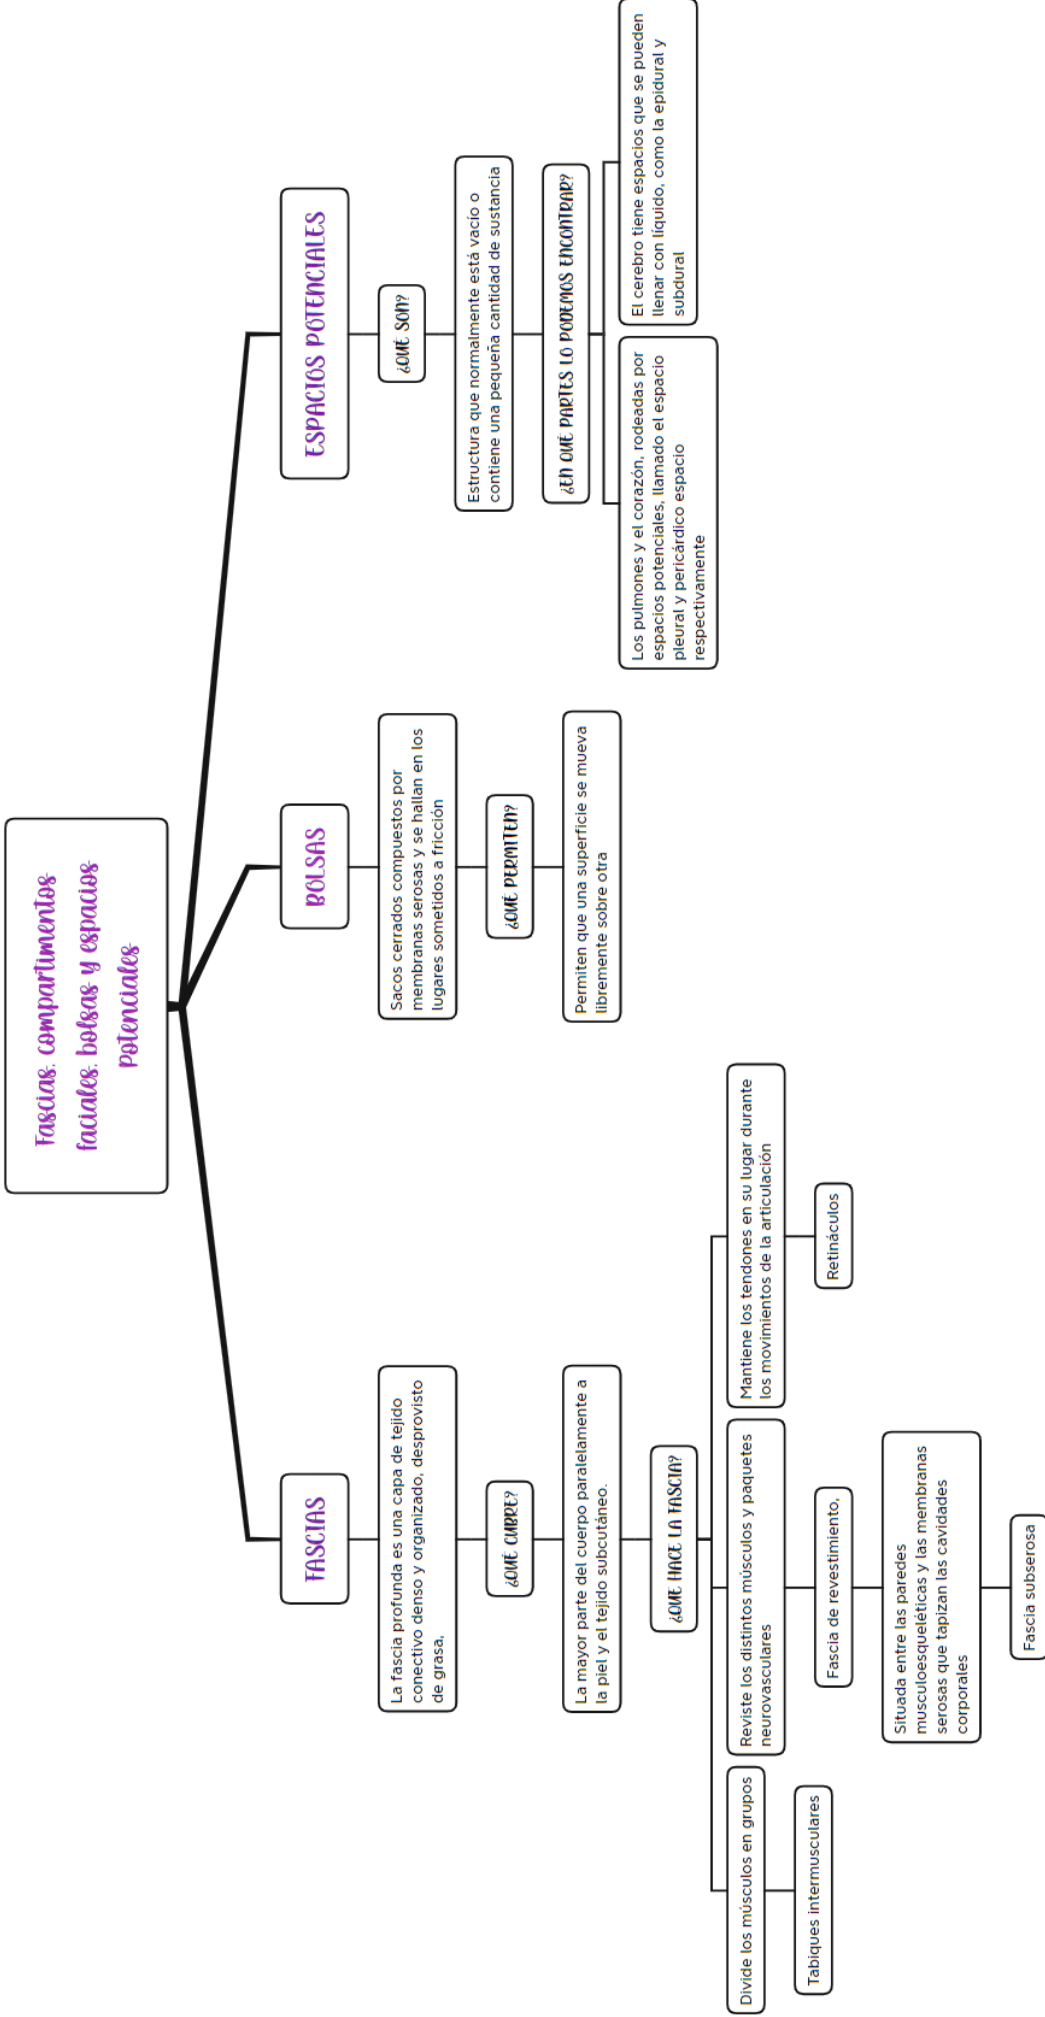 Fascias, compartimentos
faciales, bolsas y espacios
potenciales
FASCIAS
La fascia profunda es una capa de tejido
conectivo denso y organizado, desprovisto
de grasa,
¿QUÉ CUBRE?
La mayor parte del cuerpo paralelamente a
la piel y el tejido subcutáneo.
¿QUE HACE LA FASCIA?
Divide los músculos en grupos
Tabiques intermusculares
Reviste los distintos músculos y paquetes
neurovasculares
Fascia de revestimiento,
Situada entre las paredes
musculoesqueléticas y las membranas
serosas que tapizan las cavidades
corporales
Fascia subserosa
Mantiene los tendones en su lugar durante
los movimientos de la articulación
Retináculos
BOLSAS
Sacos cerrados compuestos por
membranas serosas y se hallan en los
lugares sometidos a fricción
¿QUÉ PERMITEN?
Permiten que una superficie se mueva
libremente sobre otra
ESPACIOS POTENCIALES
¿QUÉ SON?
Estructura que normalmente está vacío o
contiene una pequeña cantidad de sustancia
¿EN QUÉ PARTES LO PODEMOS ENCONTRAR?
Los pulmones y el corazón, rodeadas por
espacios potenciales, llamado el espacio
pleural y pericárdico espacio
respectivamente
El cerebro tiene espacios que se pueden
llenar con líquido, como la epidural y
subdural